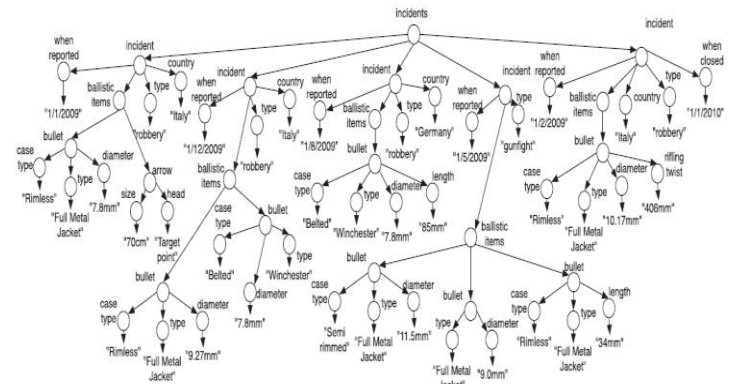 incidents
incident
when
reported
incident
country
type
ballistic
items
"1/1/2009"
"robbery"
"Italy"
bullet
case
type
type
diameter
"Rimless"
"Full Metal
Jacket"
"7.8mm"
arrow
size
head
"70cm"
"Target
point"
incident
when
reported
country
type
"1/12/2009"
"robbery"
"Italy"
ballistic
items
bullet
case
type
type
diameter
"Belted"
"Winchester"
"7.8mm"
bullet
case
type
type
diameter
"Rimless"
"Full Metal
Jacket"
"9.27mm"
incident
when
reported
country
type
ballistic
items
"1/8/2009"
"robbery"
"Germany"
bullet
case
type
type
diameter
length
"Belted"
"Winchester"
"7.8mm"
"85mm"
incident
when
reported
type
"1/5/2009"
"gunfight"
ballistic
items
bullet
case
type
type
diameter
"Semi
rimmed"
"Full Metal
Jacket"
"11.5mm"
bullet
type
diameter
"Full Metal
"9.0mm"
bullet
case
type
type
length
"Rimless"
"Full Metal
Jacket"
"34mm"
when
reported
when
closed
type
country
ballistic
items
"1/2/2009"
"Italy"
"robbery"
"1/1/2010"
bullet
case
type
type
diameter
rifling
twist
"Rimless"
"Full Metal
Jacket"
"10.17mm"
"406mm"